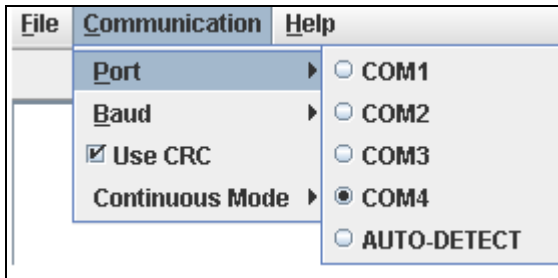 File Communication Help
Port
Baud
Use CRC
Continuous Mode
COM1
COM2
COM3
COM4
AUTO-DETECT